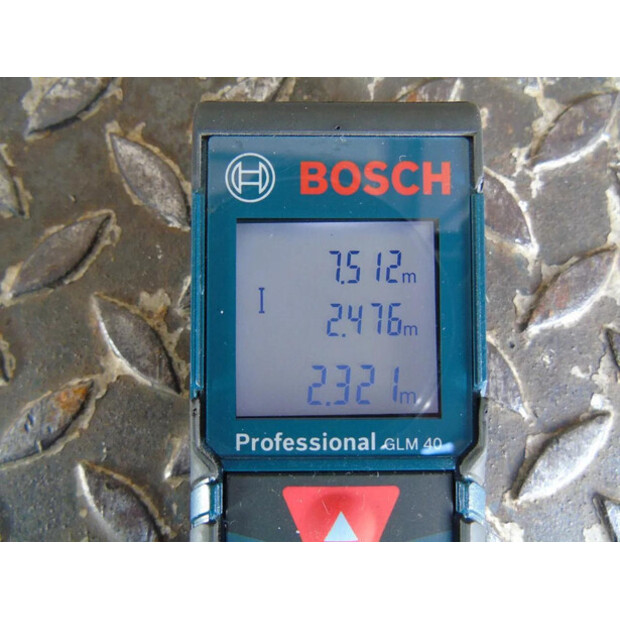 BOSCH
7.512m
2.476m
2.321m
Professional GLM 40